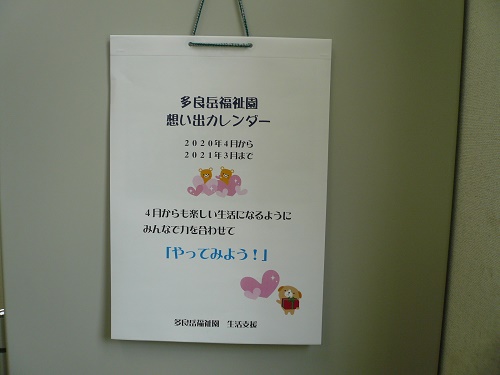 多良岳福祉園
想い出カレンダー
２０２０年４月から
２０２１年３月まで
４月からも楽しい生活になるように
みんなで力を合わせて
「やってみよう！」
多良岳福祉園　生活支援